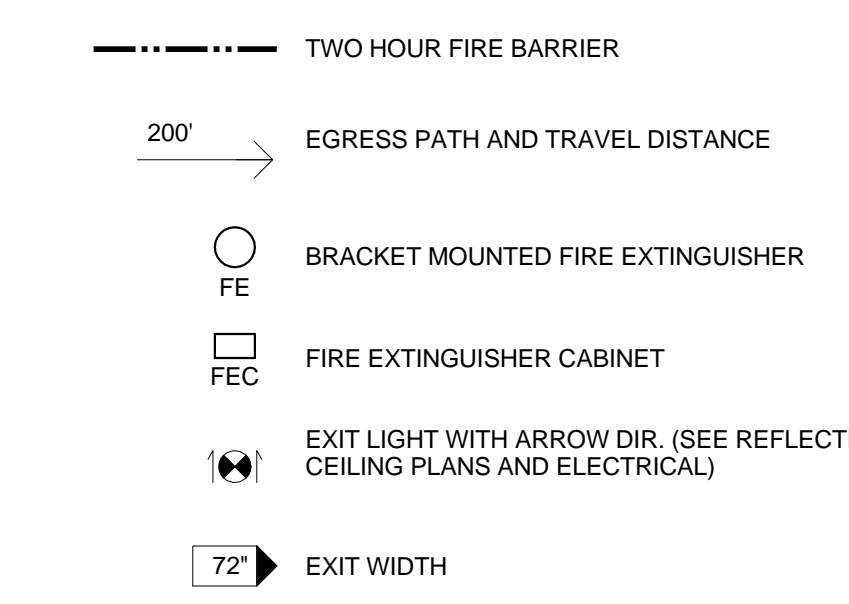 TWO HOUR FIRE BARRIER
200'
EGRESS PATH AND TRAVEL DISTANCE
BRACKET MOUNTED FIRE EXTINGUISHER
FE
FIRE EXTINGUISHER CABINET
FEC
EXIT LIGHT WITH ARROW DIR. (SEE
CEILING PLANS AND ELECTRICAL)
72"
EXIT WIDTH